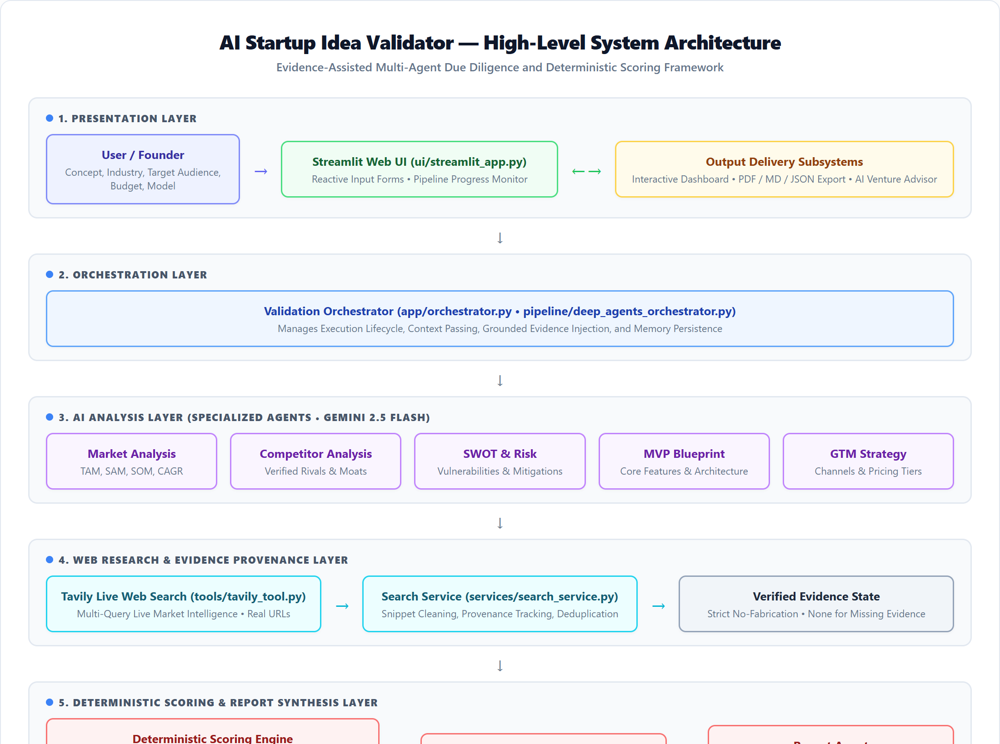 AI Startup Idea Validator — High-Level System Architecture
Evidence-Assisted Multi-Agent Due Diligence and Deterministic Scoring Framework
1. PRESENTATION LAYER
User / Founder
Concept, Industry, Target Audience,
Budget, Model
→
Streamlit Web UI (ui/streamlit_app.py)
Reactive Input Forms • Pipeline Progress Monitor
←→
Output Delivery Subsystems
Interactive Dashboard • PDF / MD / JSON Export • AI Venture Advisor
↓
2. ORCHESTRATION LAYER
Validation Orchestrator (app/orchestrator.py • pipeline/deep_agents_orchestrator.py)
Manages Execution Lifecycle, Context Passing, Grounded Evidence Injection, and Memory Persistence
↓
3. AI ANALYSIS LAYER (SPECIALIZED AGENTS • GEMINI 2.5 FLASH)
Market Analysis
TAM, SAM, SOM, CAGR
Competitor Analysis
Verified Rivals & Moats
SWOT & Risk
Vulnerabilities & Mitigations
MVP Blueprint
Core Features & Architecture
GTM Strategy
Channels & Pricing Tiers
↓
4. WEB RESEARCH & EVIDENCE PROVENANCE LAYER
Tavily Live Web Search (tools/tavily_tool.py)
Multi-Query Live Market Intelligence • Real URLs
→
Search Service (services/search_service.py)
Snippet Cleaning, Provenance Tracking, Deduplication
→
Verified Evidence State
Strict No-Fabrication • None for Missing Evidence
↓
5. DETERMINISTIC SCORING & REPORT SYNTHESIS LAYER
Deterministic Scoring Engine